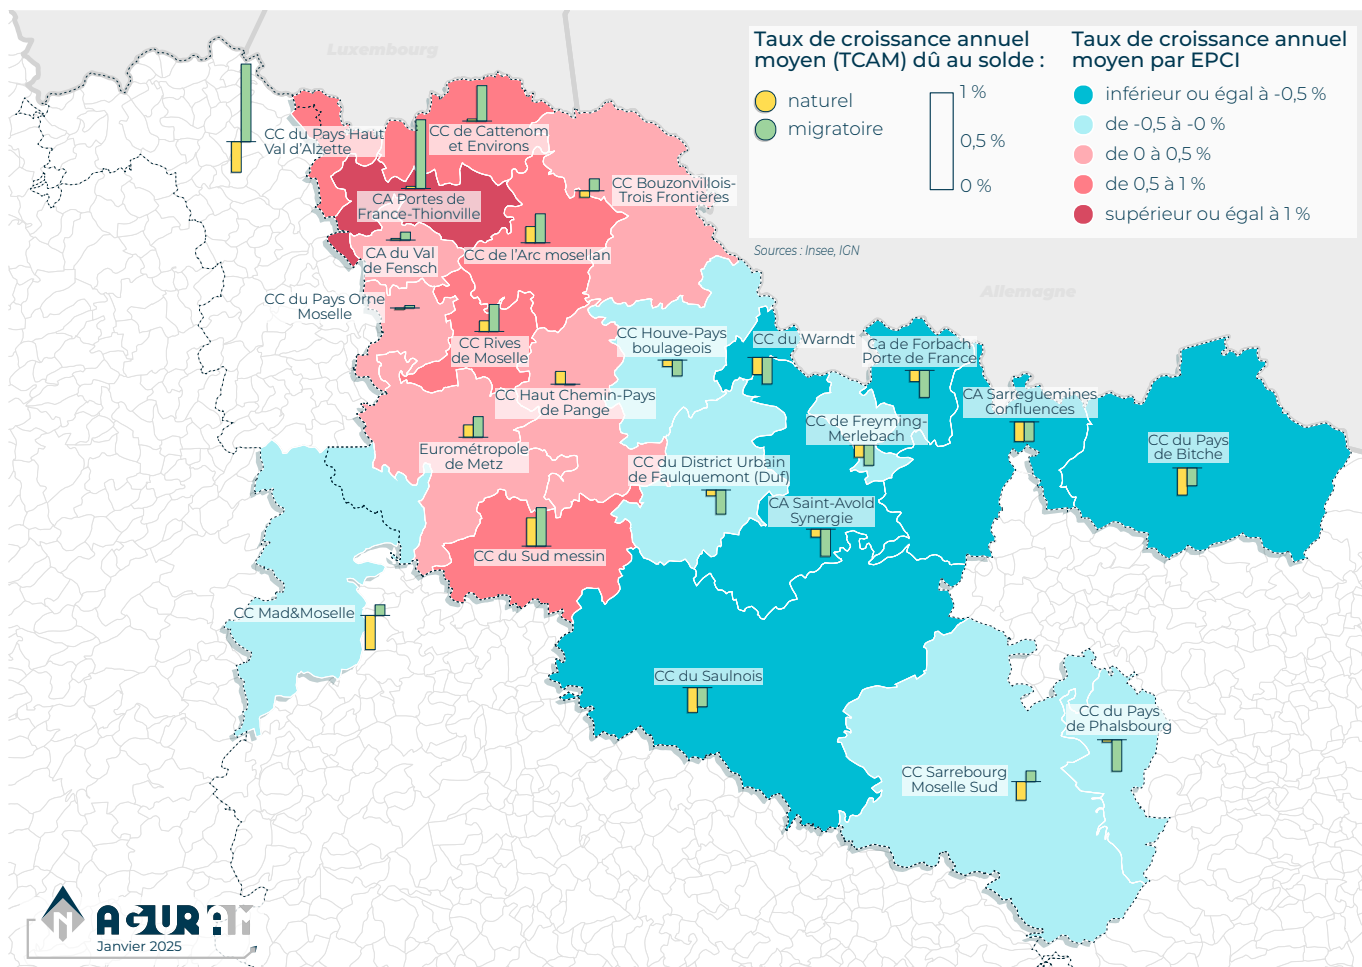 Luxembourg
Taux de croissance annuel
moyen (TCAM) dû au solde :
naturel
migratoire
1 %
0,5 %
0 %
Taux de croissance annuel
moyen par EPCI
inférieur ou égal à -0,5 %
de -0,5 à -0 %
de 0 à 0,5 %
de 0,5 à 1 %
supérieur ou égal à 1 %
Sources : Insee, IGN
Allemagne
CC du Pays Haut
Val d'Alzette
CC de Cattenom
et Environs
CA Portes de
France-Thionville
CC Bouzonvillois-
Trois Frontières
CA du Val
de Fensch
CC de l'Arc mosellan
CC du Pays Orne
Moselle
CC Rives
de Moselle
CC Houve-Pays
boulageois
CC du Warndt
Ca de Forbach
Porte de France
CC Haut Chemin-Pays
de Pange
CA Sarreguemines
Confluences
CC de Freyming-
Merlebach
Eurométropole
de Metz
CC du Pays
de Bitche
CC du District Urbain
de Faulquemont (Duf)
CA Saint-Avold
Synergie
CC du Sud messin
CC Mad&Moselle
CC du Saulnois
CC du Pays
de Phalsbourg
CC Sarrebourg
Moselle Sud
N
AGURAM
Janvier 2025